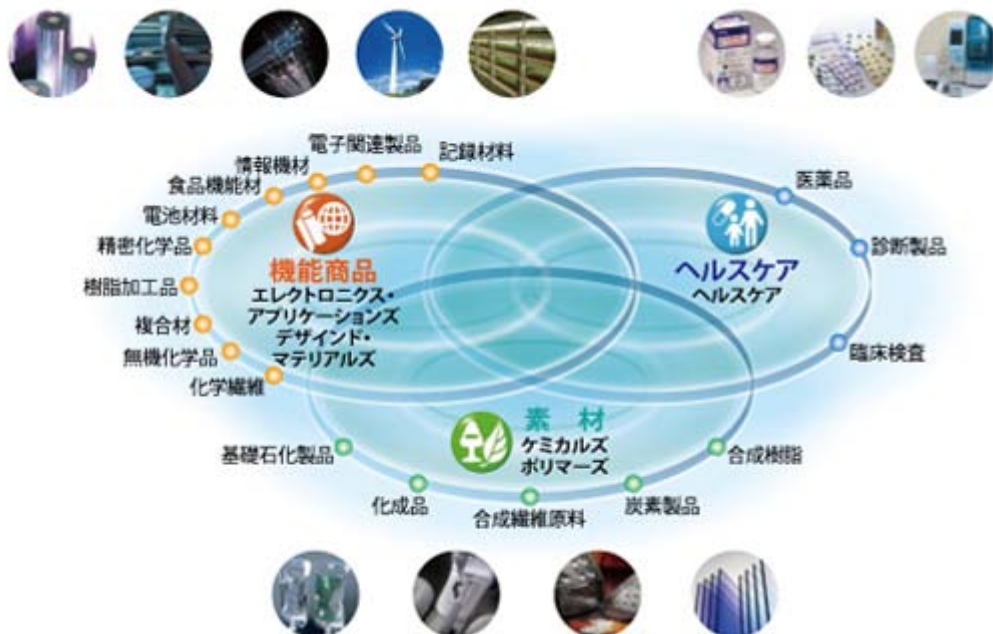 電子関連製品
記録材料
情報機材
食品機能材
電池材料
精密化学品
樹脂加工品
複合材
無機化学品
化学繊維
機能商品
エレクトロニクス・
アプリケーションズ
デザインド・
マテリアルズ
医薬品
診断製品
臨床検査
ヘルスケア
ヘルスケア
素 材
ケミカルズ
ポリマーズ
基礎石化製品
化成品
合成繊維原料
炭素製品
合成樹脂